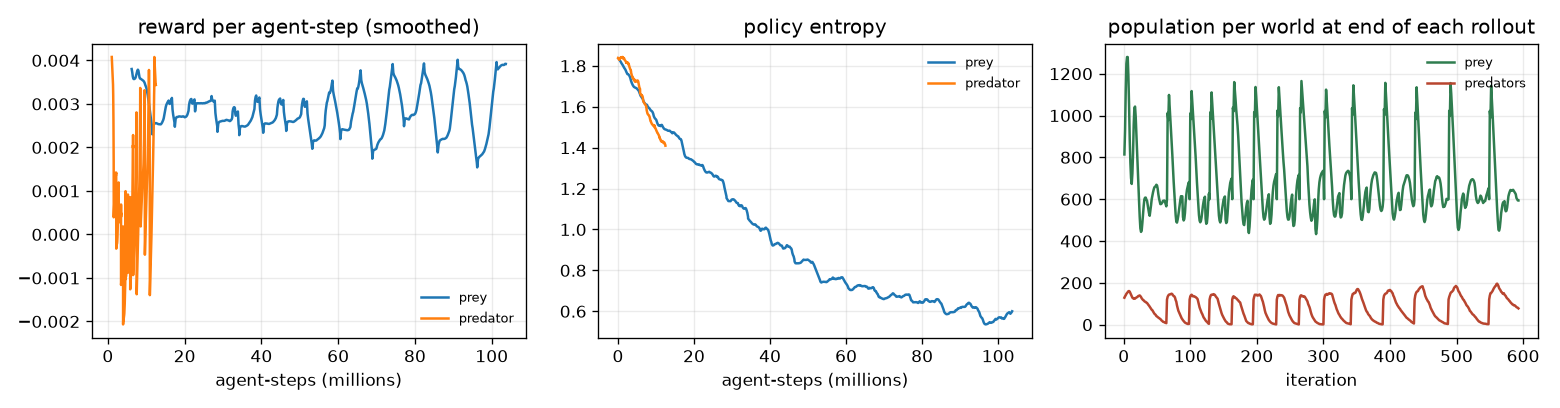 reward per agent-step (smoothed)
0.004
0.003
0.002
0.001
0.000
−0.001
−0.002
prey
predator
0 20 40 60 80 100
agent-steps (millions)
policy entropy
1.8
1.6
1.4
1.2
1.0
0.8
0.6
prey
predator
0 20 40 60 80 100
agent-steps (millions)
population per world at end of each rollout
1200
1000
800
600
400
200
0
prey
predators
0 100 200 300 400 500 600
iteration